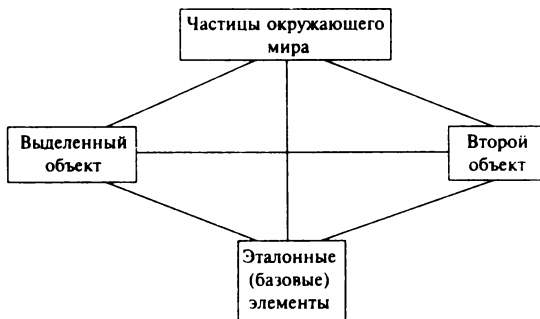 Частицы окружающего
мира
Выделенный
объект
Второй
объект
Эталонные
(базовые)
элементы